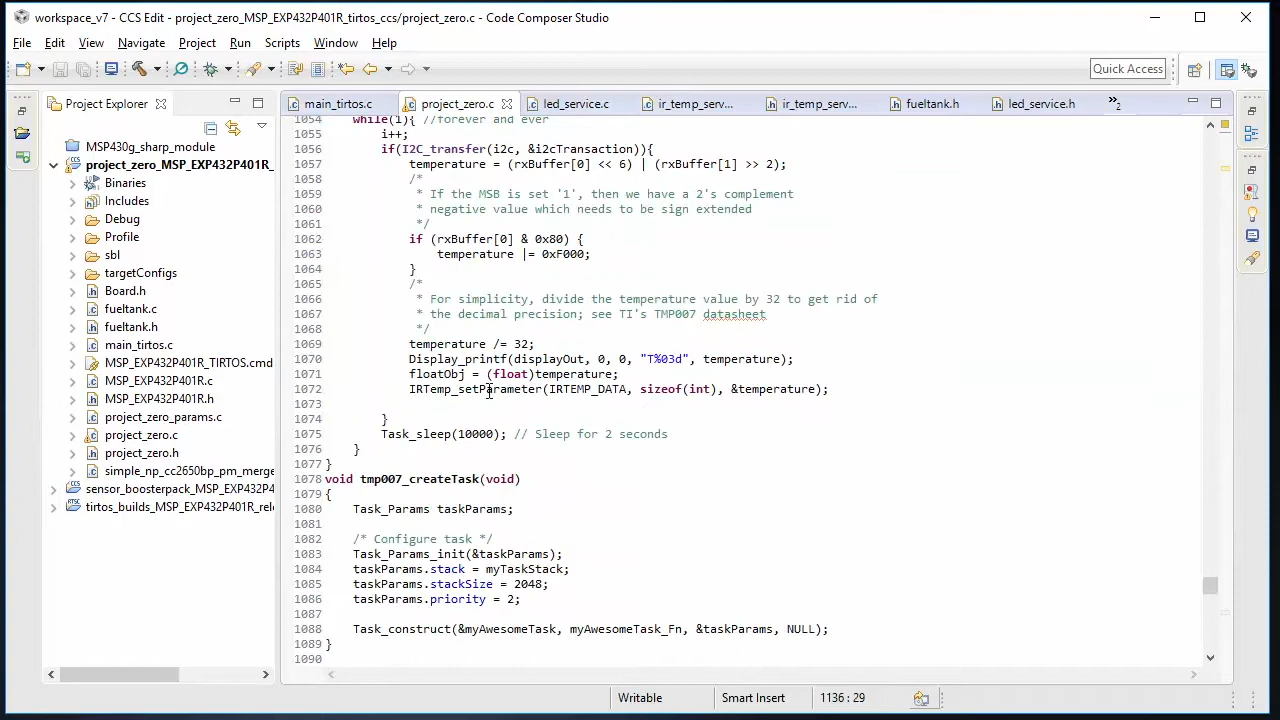 workspace_v7 - CCS Edit - project_zero_MSP_EXP432P401R_tirtos_ccs/project_zero.c - Code Composer Studio
File Edit View Navigate Project Run Scripts Window Help
Quick Access
Project Explorer
MSP430g_sharp_module
project_zero_MSP_EXP432P401R_
Binaries
Includes
Debug
Profile
sbl
targetConfigs
Board.h
fueltank.c
fueltank.h
main_tirtos.c
MSP_EXP432P401R_TIRTOS.cmd
MSP_EXP432P401R.c
MSP_EXP432P401R.h
project_zero_params.c
project_zero.c
project_zero.h
simple_np_cc2650bp_pm_merge
sensor_boosterpack_MSP_EXP432P4
tirtos_builds_MSP_EXP432P401R_rel
main_tirtos.c project_zero.c led_service.c ir_temp_serv... ir_temp_serv... fueltank.h led_service.h »2
1054 while(1){ //forever and ever
1055 i++;
1056 if(I2C_transfer(i2c, &i2cTransaction)){
1057 temperature = (rxBuffer[0] << 6) | (rxBuffer[1] >> 2);
1058 /*
1059 * If the MSB is set '1', then we have a 2's complement
1060 * negative value which needs to be sign extended
1061 */
1062 if (rxBuffer[0] & 0x80) {
1063 temperature |= 0xF000;
1064 }
1065 /*
1066 * For simplicity, divide the temperature value by 32 to get rid of
1067 * the decimal precision; see TI's TMP007 datasheet
1068 */
1069 temperature /= 32;
1070 Display_printf(displayOut, 0, 0, "T%03d", temperature);
1071 floatObj = (float)temperature;
1072 IRTemp_setParameter(IRTEMP_DATA, sizeof(int), &temperature);
1073
1074 }
1075 Task_sleep(10000); // Sleep for 2 seconds
1076 }
1077 }
1078 void tmp007_createTask(void)
1079 {
1080 Task_Params taskParams;
1081
1082 /* Configure task */
1083 Task_Params_init(&taskParams);
1084 taskParams.stack = myTaskStack;
1085 taskParams.stackSize = 2048;
1086 taskParams.priority = 2;
1087
1088 Task_construct(&myAwesomeTask, myAwesomeTask_Fn, &taskParams, NULL);
1089 }
1090
Writable Smart Insert 1136 : 29